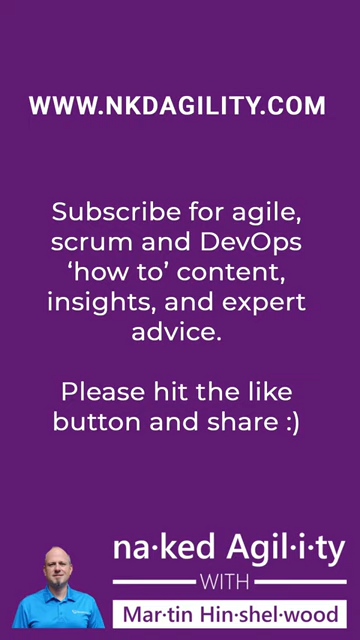 WWW.NKDAGILITY.COM
Subscribe for agile,
scrum and DevOps
‘how to’ content,
insights, and expert
advice.
Please hit the like
button and share :)
na·ked Agil·i·ty
WITH
Mar·tin Hin·shel·wood